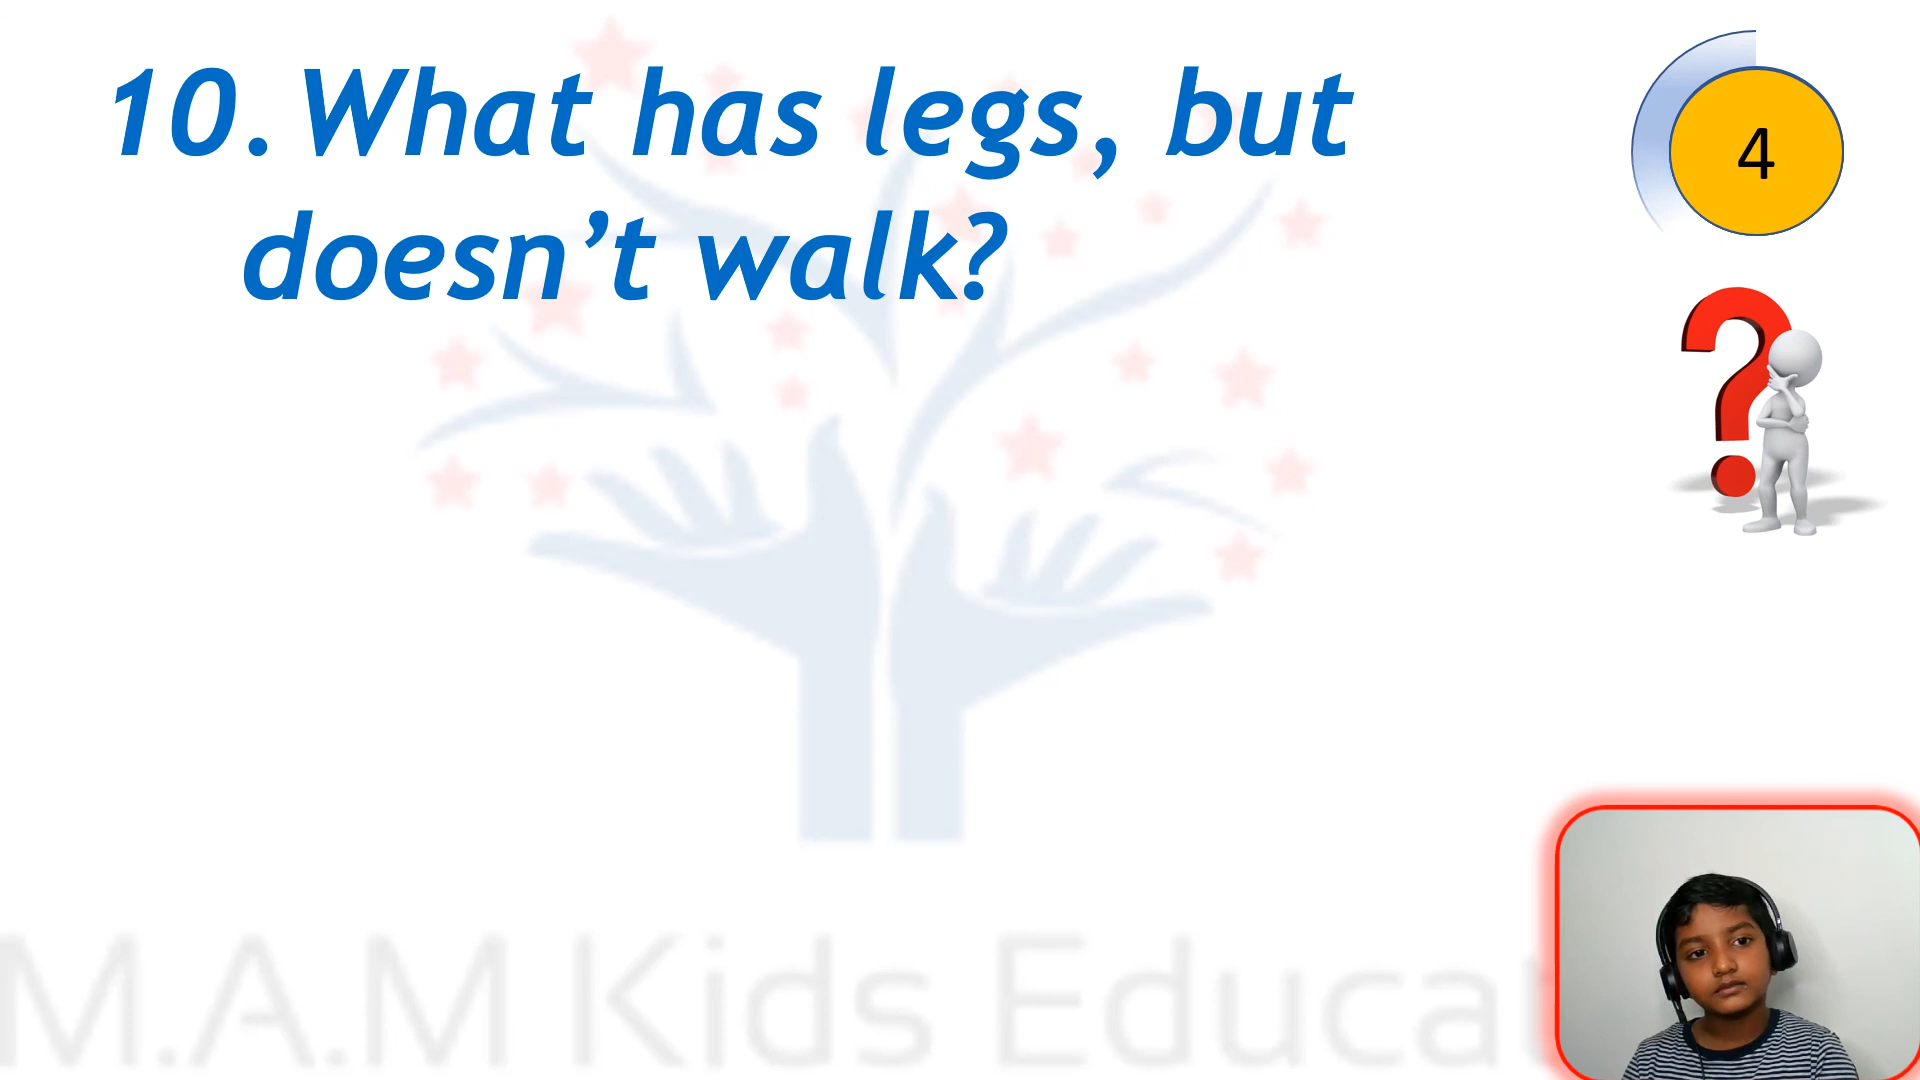 10. What has legs, but
doesn’t walk?
4
?
M.A.M Kids Educa